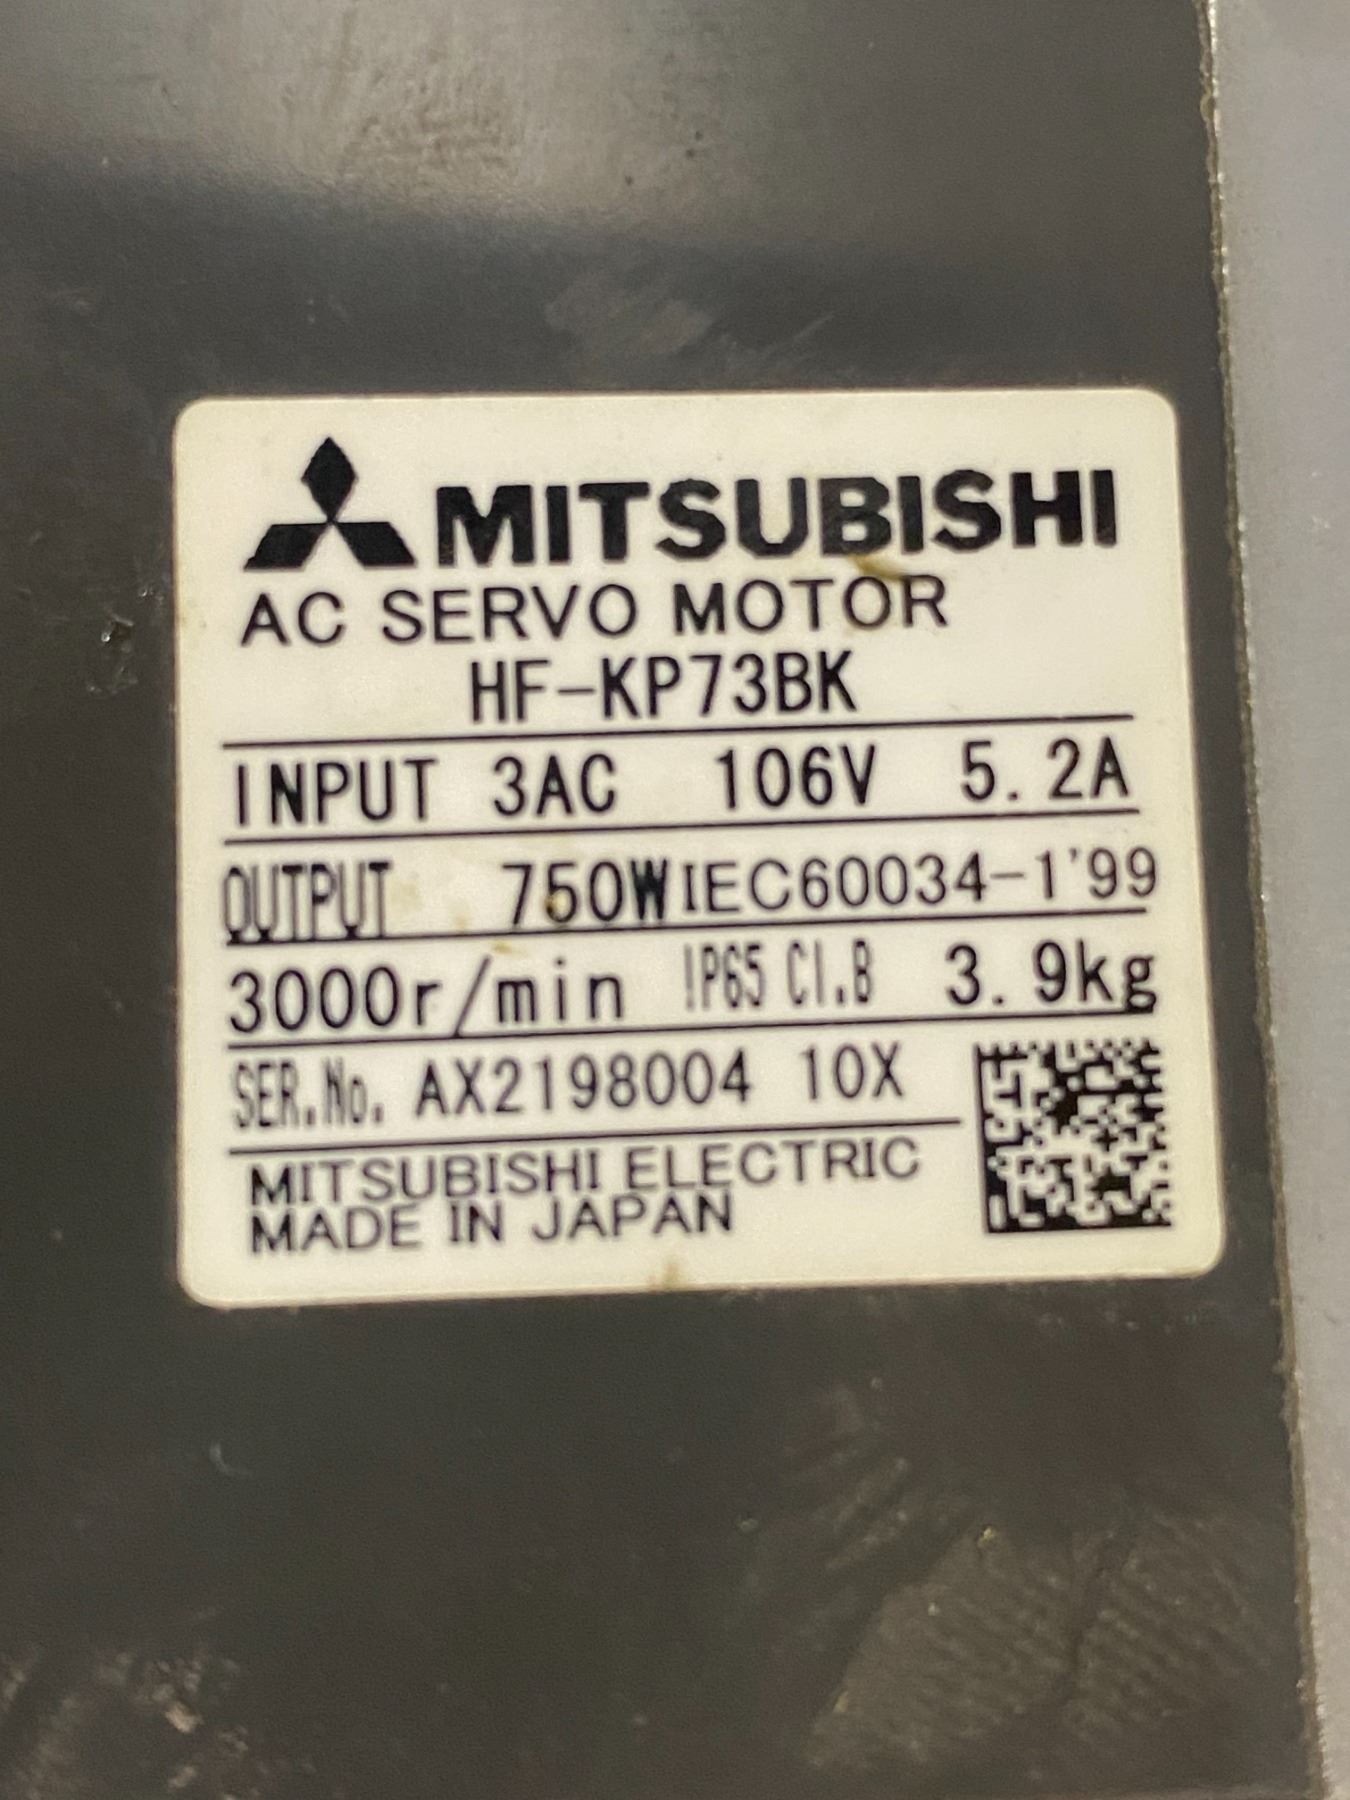 MITSUBISHI
AC SERVO MOTOR
HF-KP73BK
INPUT 3AC 106V 5.2A
OUTPUT 750W IEC60034-1'99
3000r/min IP65 Cl.B 3.9kg
SER.No. AX2198004 10X
MITSUBISHI ELECTRIC
MADE IN JAPAN